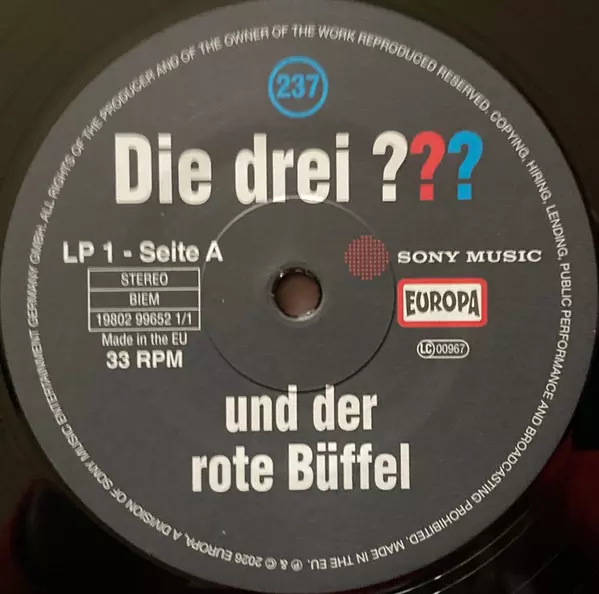 237
Die drei ???
LP 1 - Seite A
STEREO
BIEM
19802 99652 1/1
Made in the EU
33 RPM
SONY MUSIC
EUROPA
LC 00967
und der
rote Büffel
℗ & © 2026 EUROPA, A DIVISION OF SONY MUSIC ENTERTAINMENT GERMANY GMBH. ALL RIGHTS OF THE PRODUCER AND OF THE OWNER OF THE WORK REPRODUCED RESERVED. COPYING, HIRING, LENDING, PUBLIC PERFORMANCE AND BROADCASTING PROHIBITED. MADE IN THE EU.